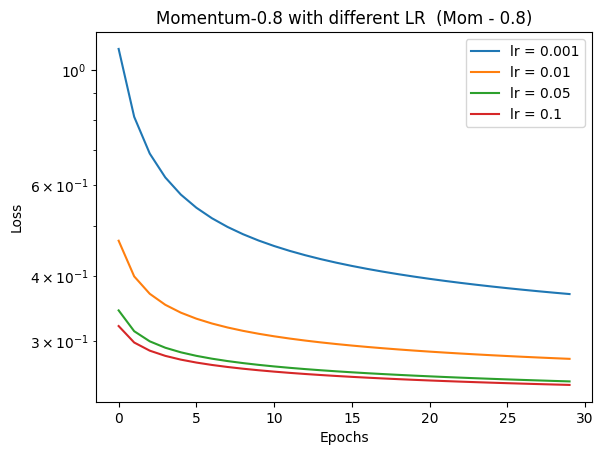 Momentum-0.8 with different LR  (Mom - 0.8)
lr = 0.001
lr = 0.01
lr = 0.05
lr = 0.1
Loss
10⁰
6 × 10⁻¹
4 × 10⁻¹
3 × 10⁻¹
0 5 10 15 20 25 30
Epochs